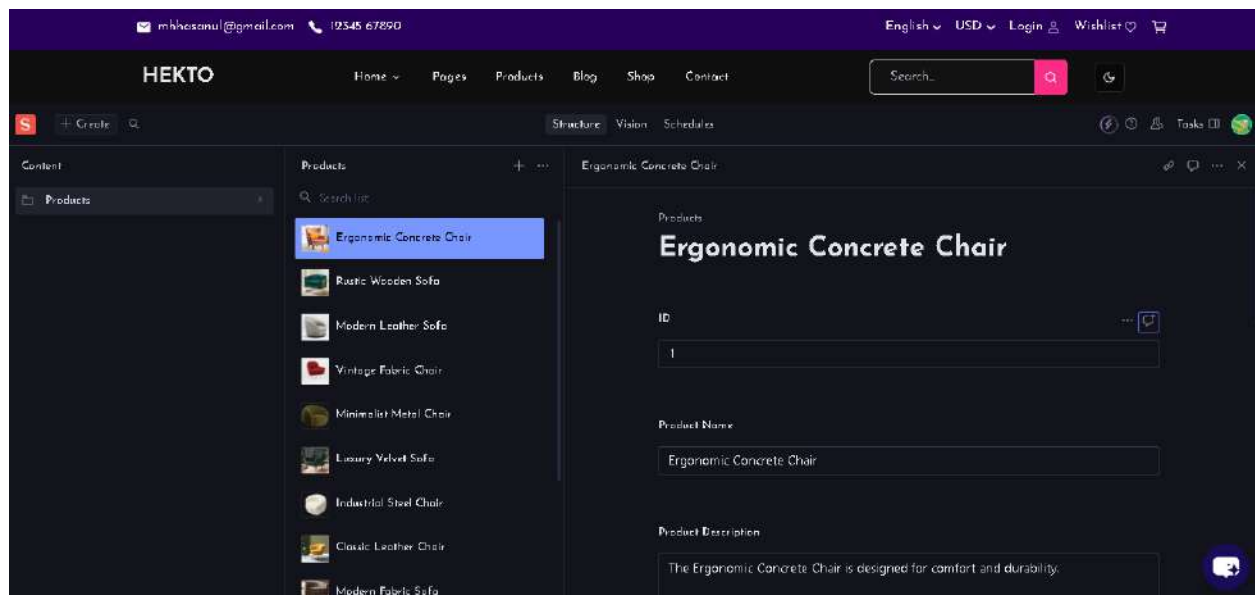 mhhasanul@gmail.com 12345 67890 English USD Login Wishlist
HEKTO Home Pages Products Blog Shop Contact Search...
S + Create Structure Vision Schedules Tasks
Content
Products
Products
Search list
Ergonomic Concrete Chair
Rustic Wooden Sofa
Modern Leather Sofa
Vintage Fabric Chair
Minimalist Metal Chair
Luxury Velvet Sofa
Industrial Steel Chair
Classic Leather Chair
Modern Fabric Sofa
Ergonomic Concrete Chair
Products
Ergonomic Concrete Chair
ID
1
Product Name
Ergonomic Concrete Chair
Product Description
The Ergonomic Concrete Chair is designed for comfort and durability.